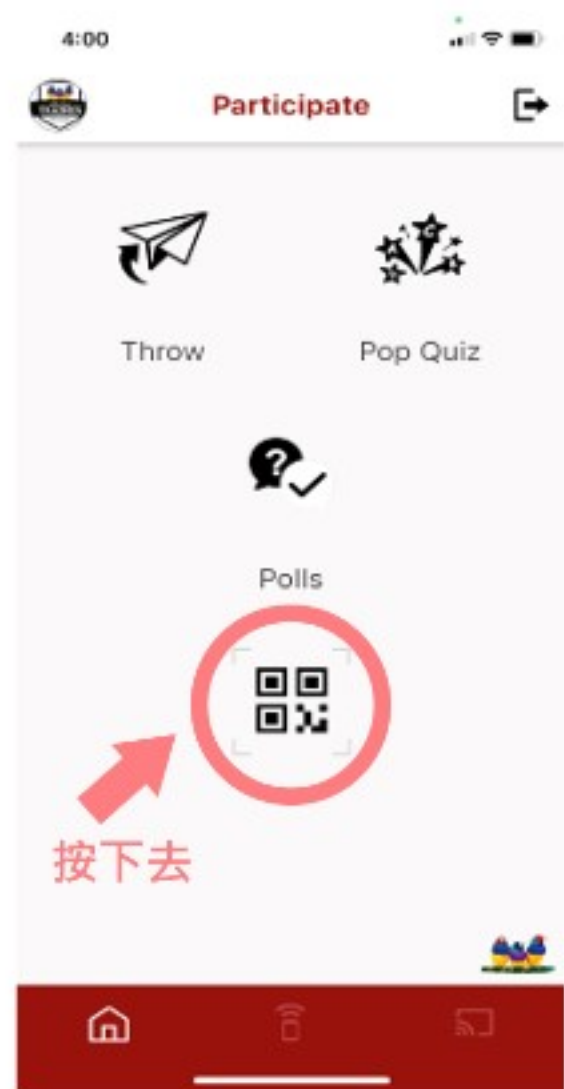 4:00
Participate
Throw
Pop Quiz
Polls
按下去